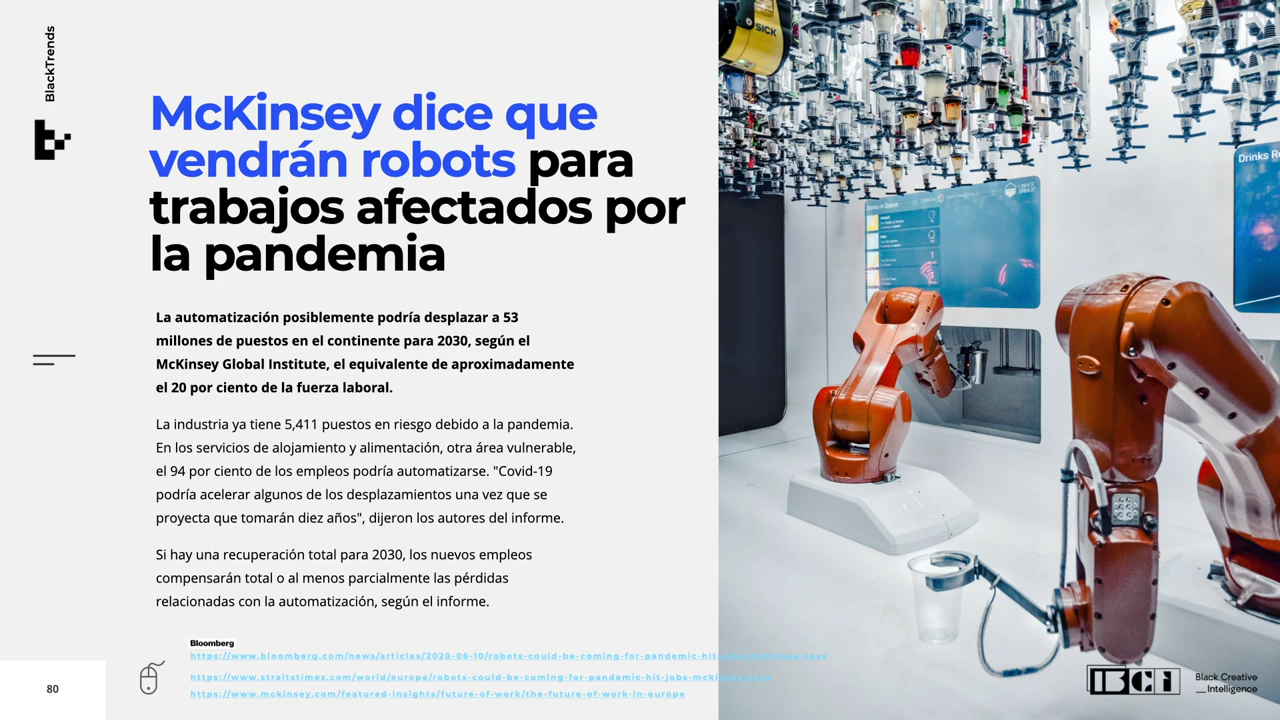 BlackTrends
McKinsey dice que
vendrán robots para
trabajos afectados por
la pandemia
La automatización posiblemente podría desplazar a 53
millones de puestos en el continente para 2030, según el
McKinsey Global Institute, el equivalente de aproximadamente
el 20 por ciento de la fuerza laboral.
La industria ya tiene 5,411 puestos en riesgo debido a la pandemia.
En los servicios de alojamiento y alimentación, otra área vulnerable,
el 94 por ciento de los empleos podría automatizarse. "Covid-19
podría acelerar algunos de los desplazamientos una vez que se
proyecta que tomarán diez años", dijeron los autores del informe.
Si hay una recuperación total para 2030, los nuevos empleos
compensarán total o al menos parcialmente las pérdidas
relacionadas con la automatización, según el informe.
Bloomberg
https://www.bloomberg.com/news/articles/2020-06-10/robots-could-be-coming-for-pandemic-hit-jobs-mckinsey-says
https://www.straitstimes.com/world/europe/robots-could-be-coming-for-pandemic-hit-jobs-mckinsey-says
https://www.mckinsey.com/featured-insights/future-of-work/the-future-of-work-in-europe
80
SICK
Drinks in Queue
Drinks
BCI
Black Creative
__Intelligence